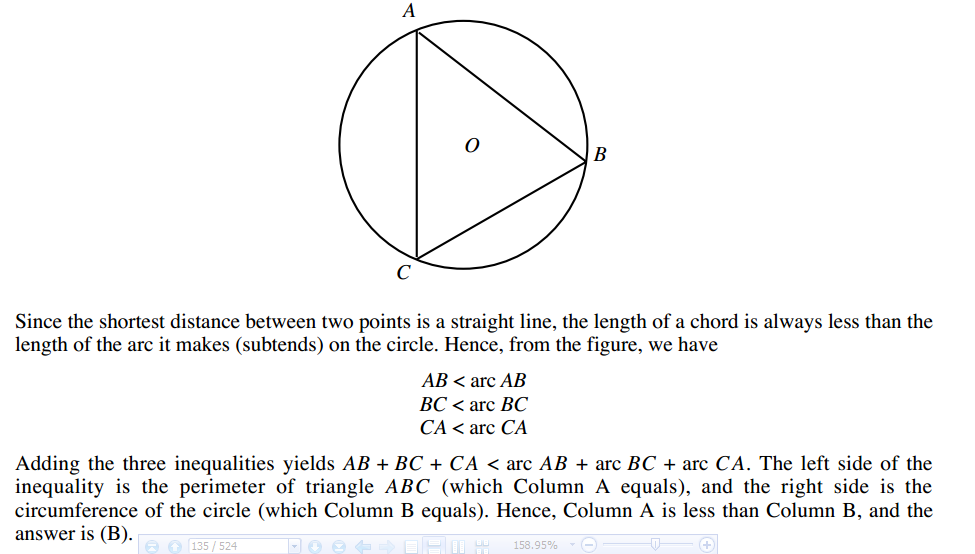 A
O
B
C
Since the shortest distance between two points is a straight line, the length of a chord is always less than the
length of the arc it makes (subtends) on the circle. Hence, from the figure, we have
AB < arc AB
BC < arc BC
CA < arc CA
Adding the three inequalities yields AB + BC + CA < arc AB + arc BC + arc CA. The left side of the
inequality is the perimeter of triangle ABC (which Column A equals), and the right side is the
circumference of the circle (which Column B equals). Hence, Column A is less than Column B, and the
answer is (B).
135 / 524
158.95%